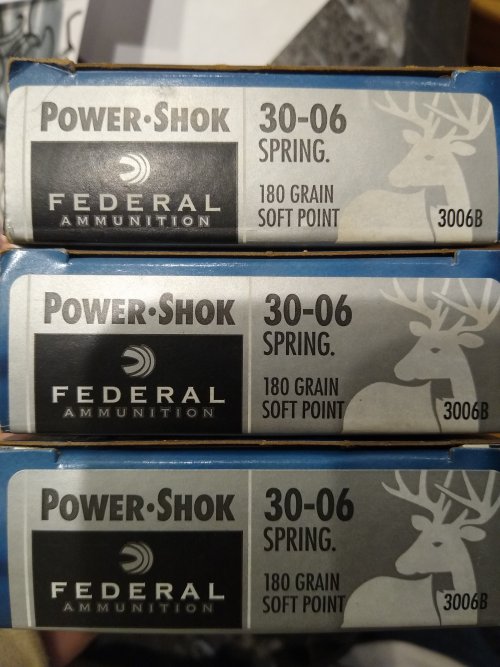 POWER•SHOK
FEDERAL
AMMUNITION
30-06
SPRING.
180 GRAIN
SOFT POINT
3006B
POWER•SHOK
FEDERAL
AMMUNITION
30-06
SPRING.
180 GRAIN
SOFT POINT
3006B
POWER•SHOK
FEDERAL
AMMUNITION
30-06
SPRING.
180 GRAIN
SOFT POINT
3006B